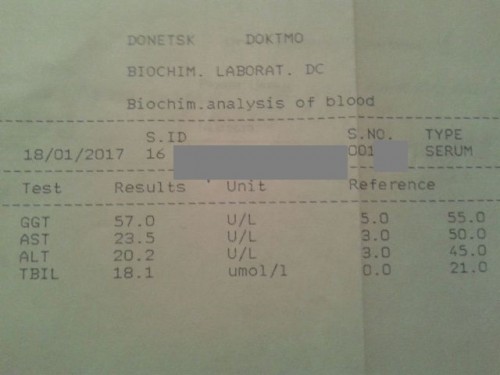 DONETSK DOKTMO
BIOCHIM. LABORAT. DC
Biochim.analysis of blood
S.ID S.NO. TYPE
18/01/2017 16 001 SERUM
Test Results Unit Reference
GGT 57.0 U/L 5.0 55.0
AST 23.5 U/L 3.0 50.0
ALT 20.2 U/L 3.0 45.0
TBIL 18.1 umol/l 0.0 21.0